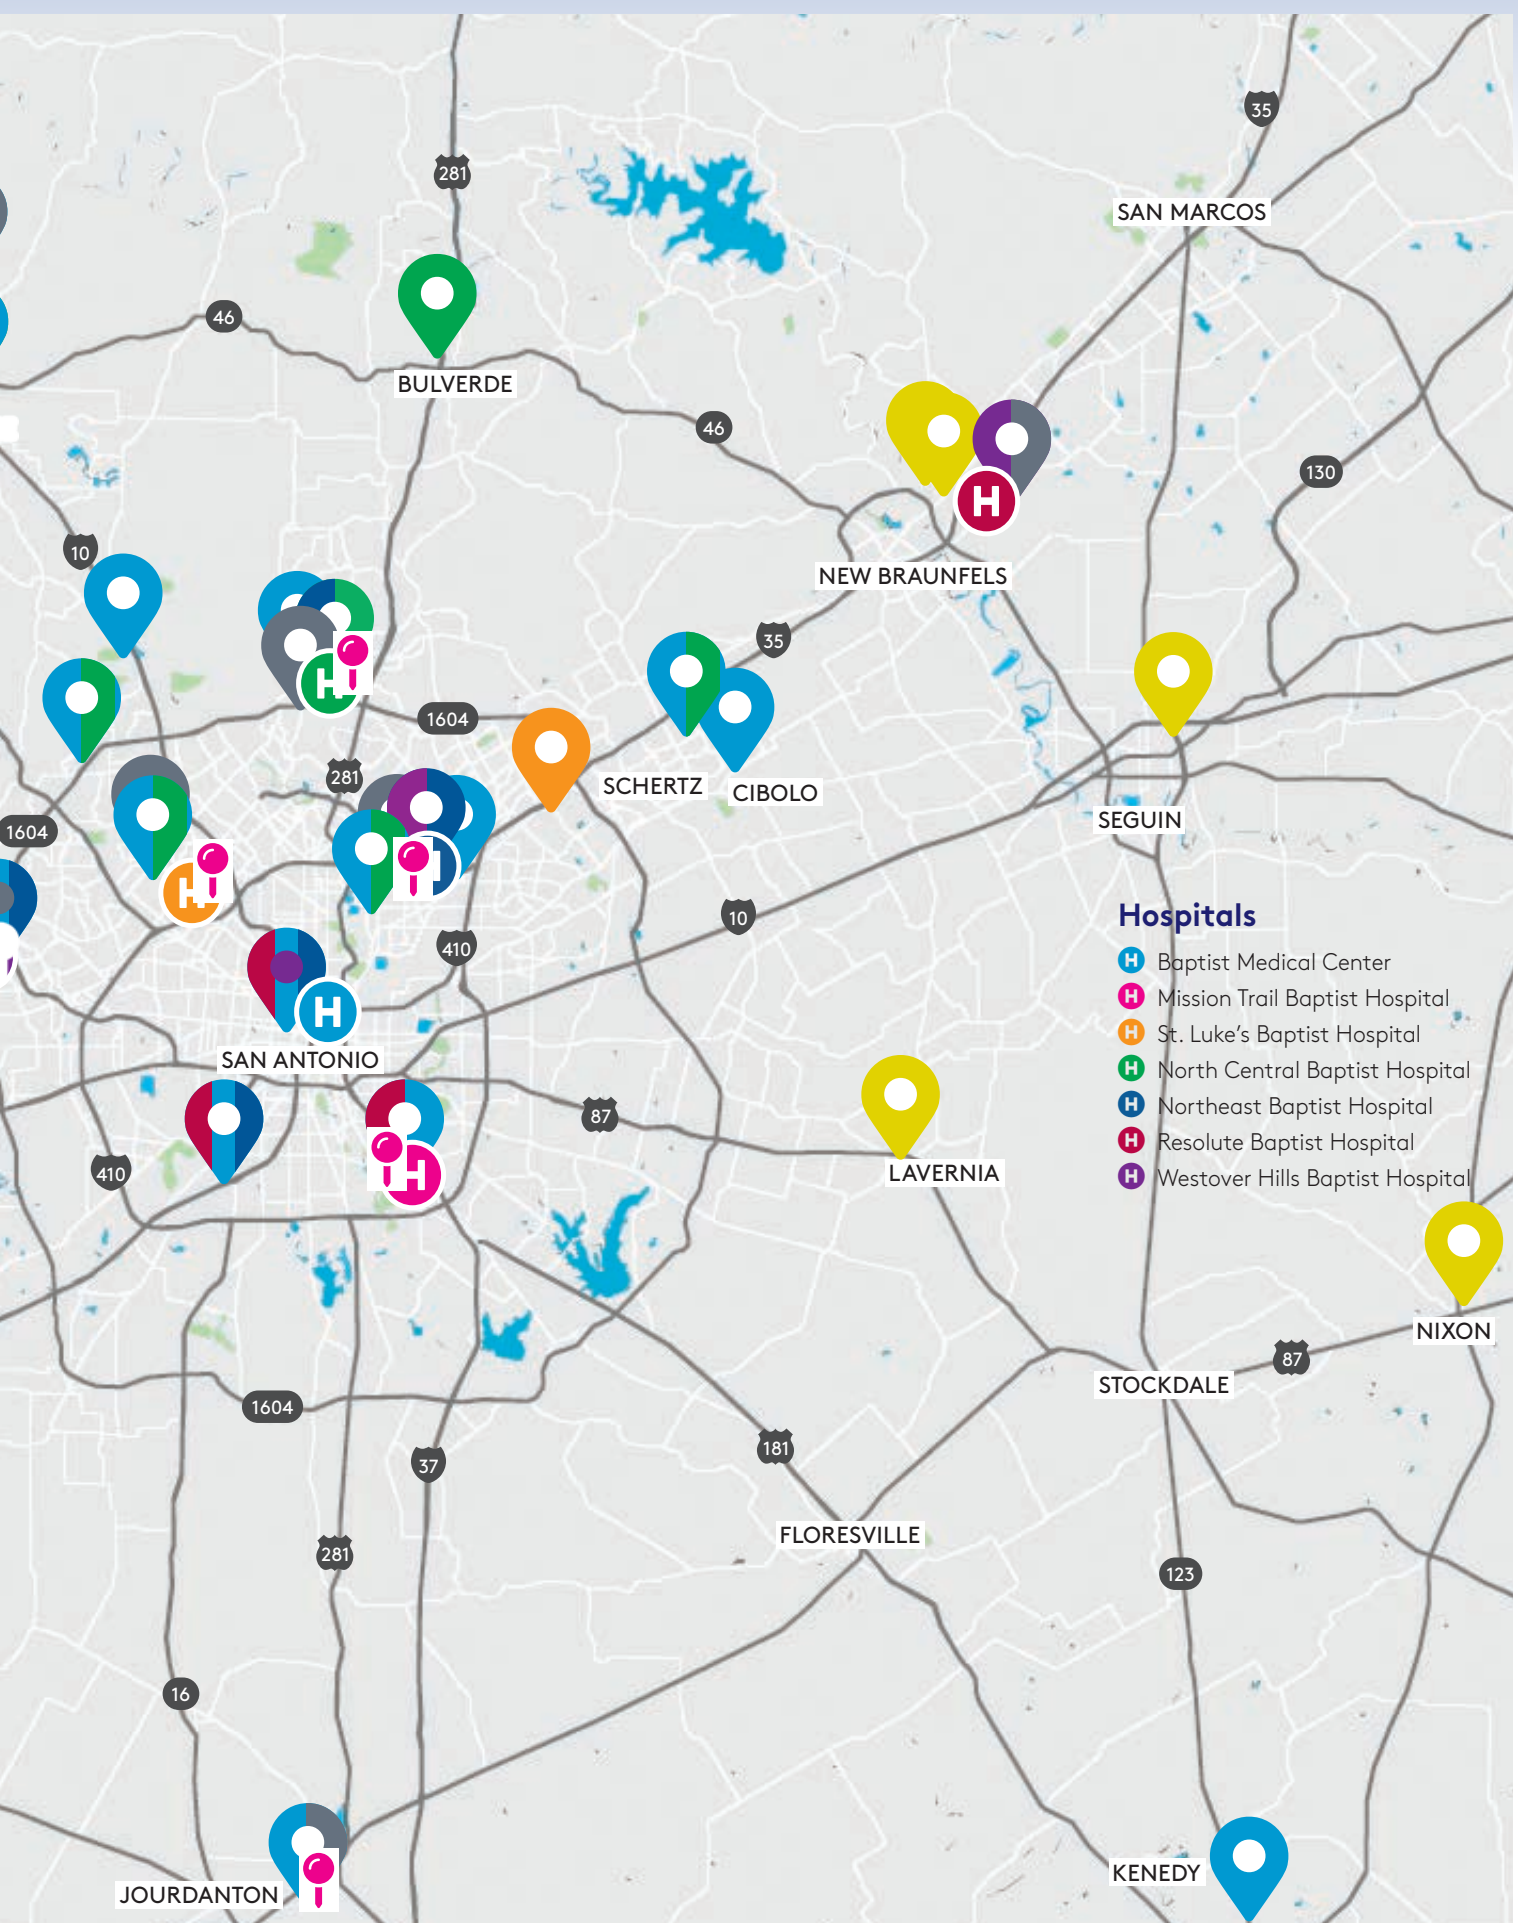 35
281
SAN MARCOS
46
BULVERDE
46
130
H
10
NEW BRAUNFELS
35
H
1604
281
SCHERTZ
CIBOLO
SEGUIN
1604
H
10
Hospitals
410
H Baptist Medical Center
H Mission Trail Baptist Hospital
H
H St. Luke's Baptist Hospital
SAN ANTONIO
H North Central Baptist Hospital
H Northeast Baptist Hospital
87
H Resolute Baptist Hospital
410
LAVERNIA
H
H Westover Hills Baptist Hospital
NIXON
87
STOCKDALE
1604
181
37
FLORESVILLE
281
123
16
KENEDY
JOURDANTON